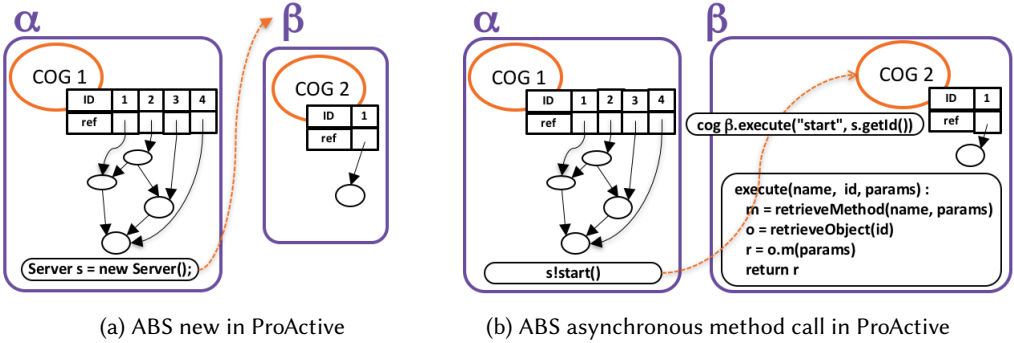 α
COG 1
ID 1 2 3 4
ref
Server s = new Server();
β
COG 2
ID 1
ref
(a) ABS new in ProActive
α
COG 1
ID 1 2 3 4
ref
s!start()
β
COG 2
ID 1
ref
cog β.execute("start", s.getId())
execute(name, id, params) :
m = retrieveMethod(name, params)
o = retrieveObject(id)
r = o.m(params)
return r
(b) ABS asynchronous method call in ProActive